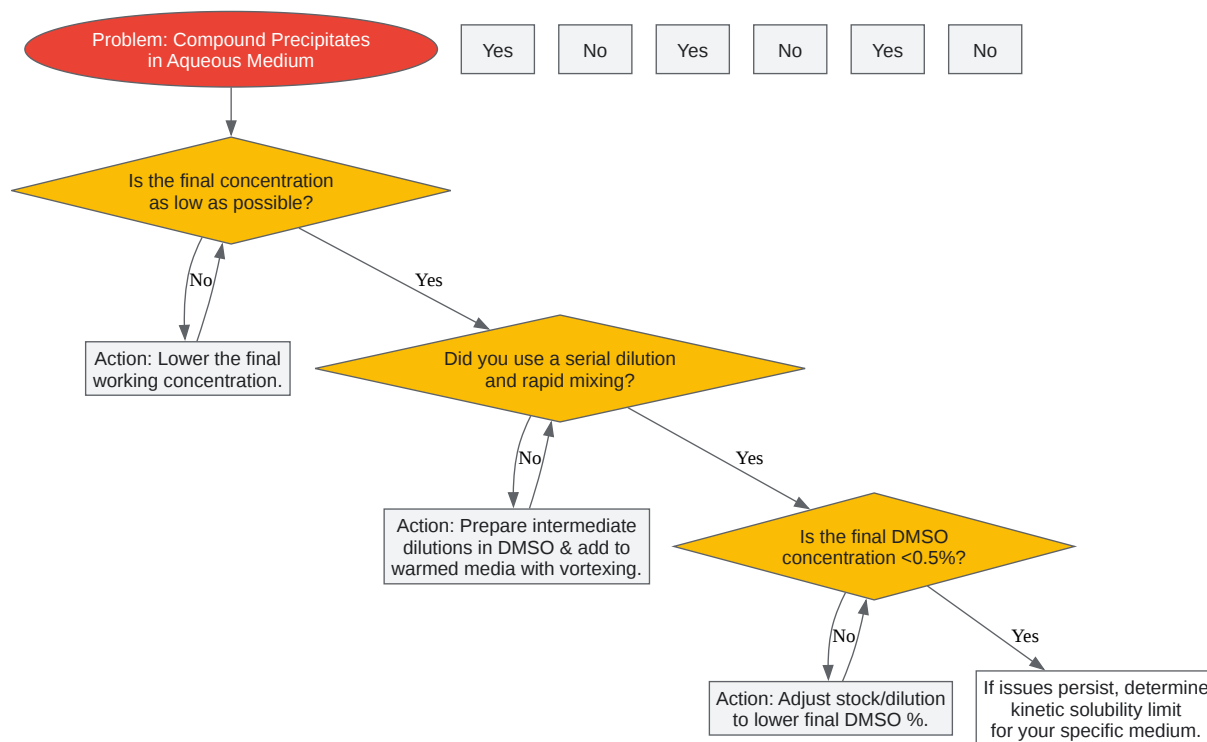 Problem: Compound Precipitates
in Aqueous Medium
Yes
No
Yes
No
Yes
No
Is the final concentration
as low as possible?
No
Yes
Action: Lower the final
working concentration.
Did you use a serial dilution
and rapid mixing?
No
Yes
Action: Prepare intermediate
dilutions in DMSO & add to
warmed media with vortexing.
Is the final DMSO
concentration <0.5%?
No
Yes
Action: Adjust stock/dilution
to lower final DMSO %.
If issues persist, determine
kinetic solubility limit
for your specific medium.